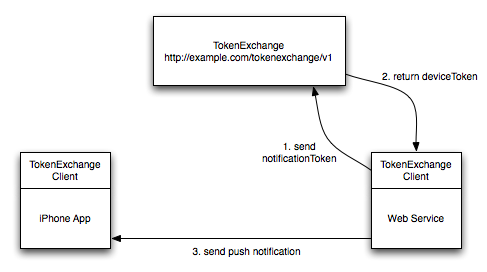 TokenExchange
http://example.com/tokenexchange/v1
2. return deviceToken
1. send
notificationToken
TokenExchange
Client
iPhone App
TokenExchange
Client
Web Service
3. send push notification